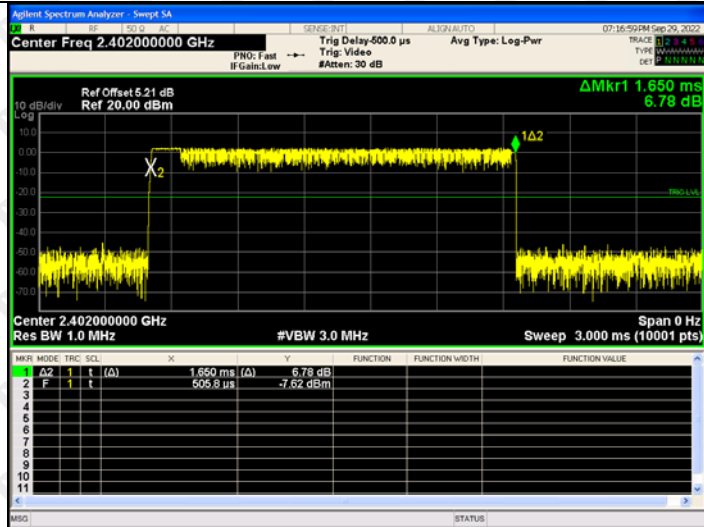 Agilent Spectrum Analyzer - Swept SA
R RF 50 Ω AC SENSE:INT ALIGN AUTO 07:16:59 PM Sep 29, 2022
Center Freq 2.402000000 GHz
PNO: Fast
IFGain:Low
Trig Delay-500.0 µs
Trig: Video
#Atten: 30 dB
Avg Type: Log-Pwr
TRACE 1 2 3 4 5 6
TYPE
DET P N N N N N
Ref Offset 5.21 dB
Ref 20.00 dBm
10 dB/div
Log
ΔMkr1 1.650 ms
6.78 dB
10.0
0.00
-10.0
-20.0
-30.0
-40.0
-50.0
-60.0
-70.0
1Δ2
X2
TRIG LVL
Center 2.402000000 GHz
Span 0 Hz
Res BW 1.0 MHz
#VBW 3.0 MHz
Sweep 3.000 ms (10001 pts)
MKR MODE TRC SCL X Y FUNCTION FUNCTION WIDTH FUNCTION VALUE
1 Δ2 1 t (Δ) 1.650 ms (Δ) 6.78 dB
2 F 1 t 505.8 µs -7.62 dBm
3
4
5
6
7
8
9
10
11
MSG STATUS